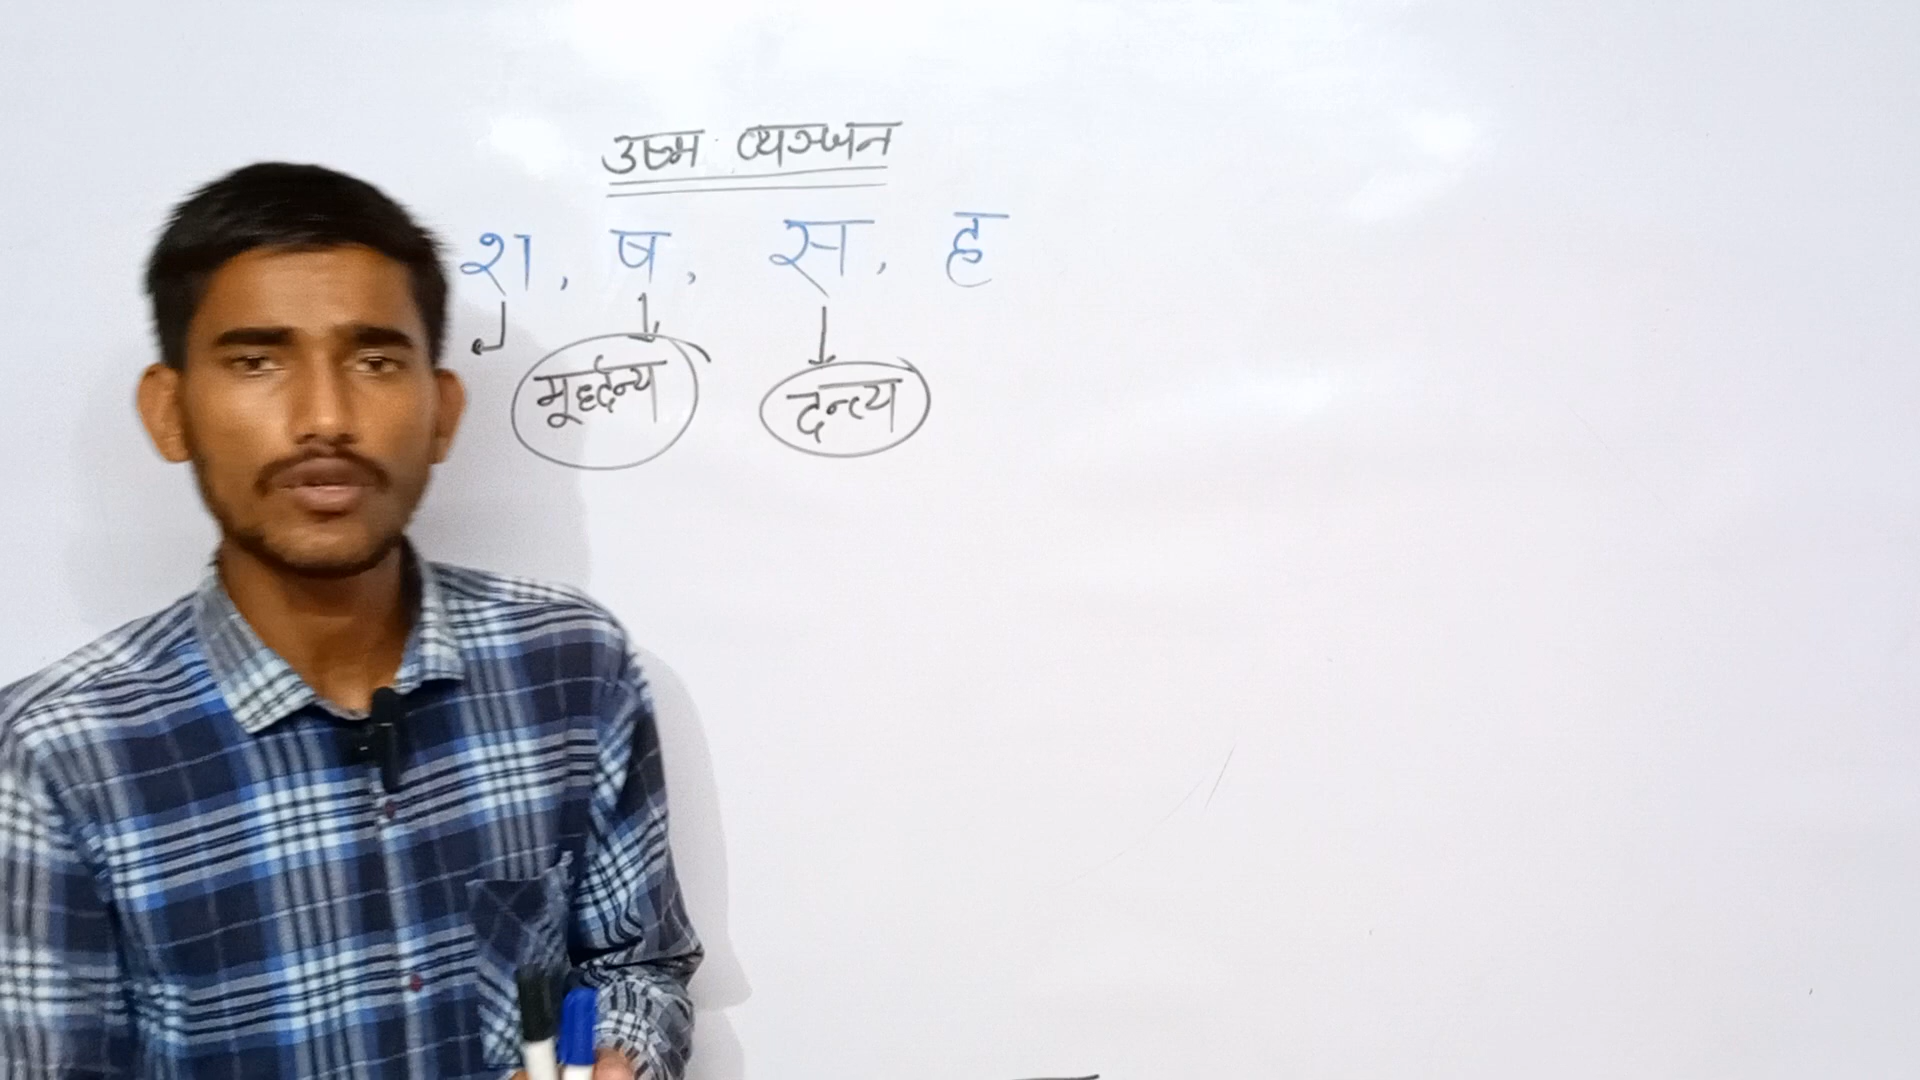 उष्म व्यञ्जन
श, ष, स, ह
मूर्द्धन्य दन्त्य